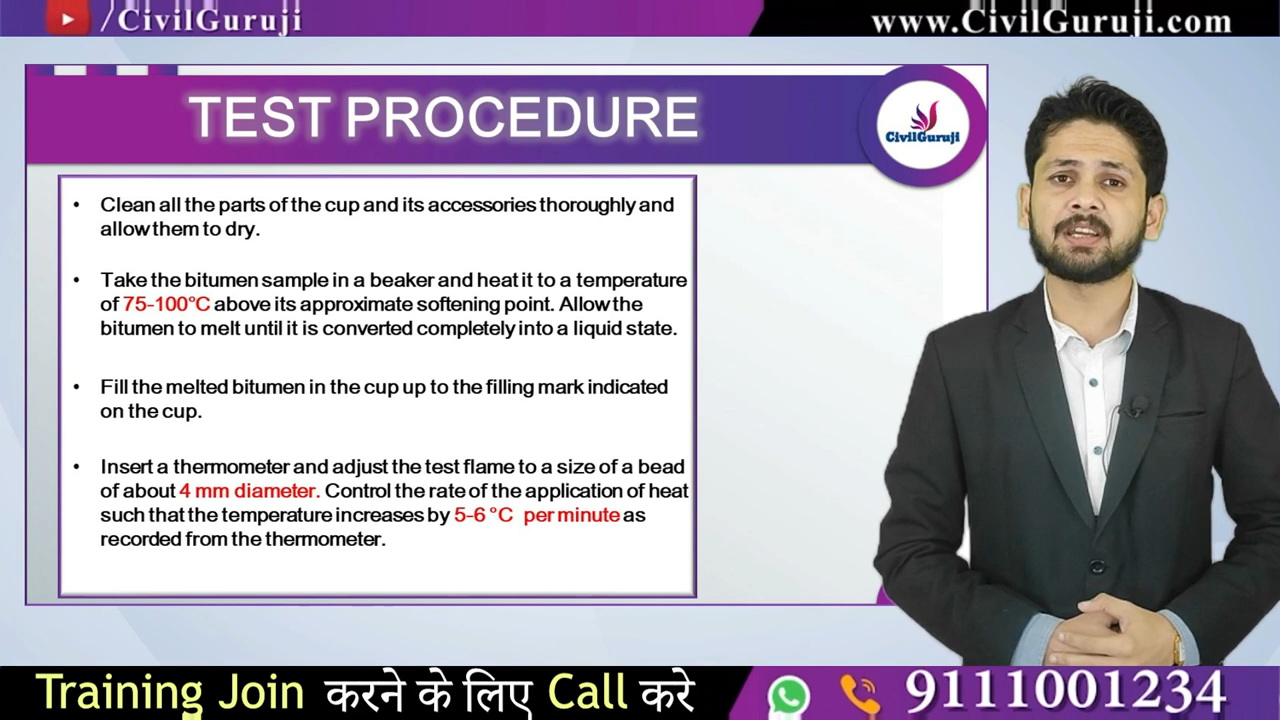 /CivilGuruji
www.CivilGuruji.com
TEST PROCEDURE
CivilGuruji
• Clean all the parts of the cup and its accessories thoroughly and
allow them to dry.
• Take the bitumen sample in a beaker and heat it to a temperature
of 75-100°C above its approximate softening point. Allow the
bitumen to melt until it is converted completely into a liquid state.
• Fill the melted bitumen in the cup up to the filling mark indicated
on the cup.
• Insert a thermometer and adjust the test flame to a size of a bead
of about 4 mm diameter. Control the rate of the application of heat
such that the temperature increases by 5-6 °C per minute as
recorded from the thermometer.
Training Join करने के लिए Call करे
9111001234